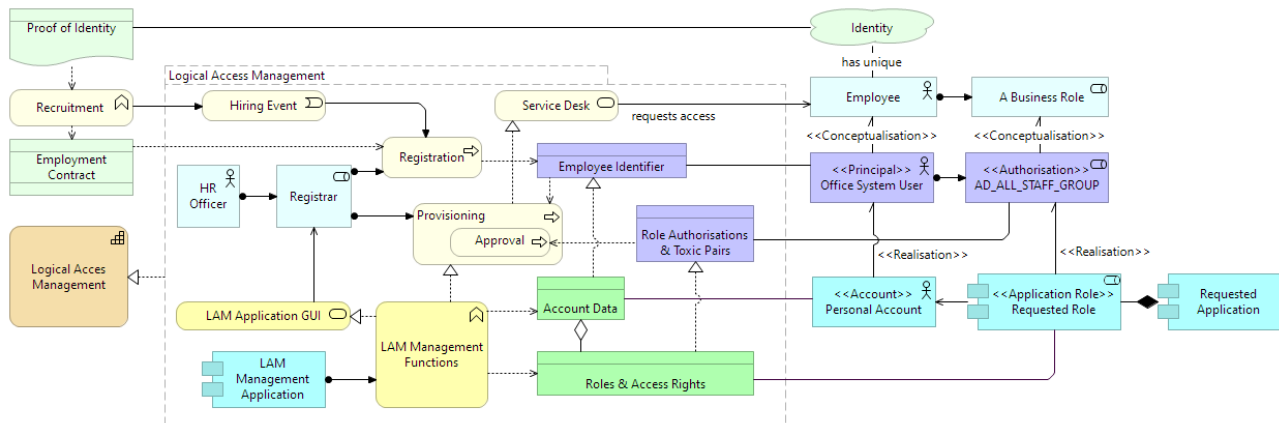 Proof of Identity
Identity
has unique
Logical Access Management
Recruitment
Hiring Event
Service Desk
requests access
Employee
A Business Role
<<Conceptualisation>>
<<Conceptualisation>>
Employment
Contract
Registration
Employee Identifier
<<Principal>>
Office System User
<<Authorisation>>
AD_ALL_STAFF_GROUP
HR
Officer
Registrar
Provisioning
Approval
Role Authorisations
& Toxic Pairs
Logical Acces
Management
<<Realisation>>
<<Realisation>>
LAM Application GUI
Account Data
<<Account>>
Personal Account
<<Application Role>>
Requested Role
Requested
Application
LAM Management
Functions
LAM
Management
Application
Roles & Access Rights